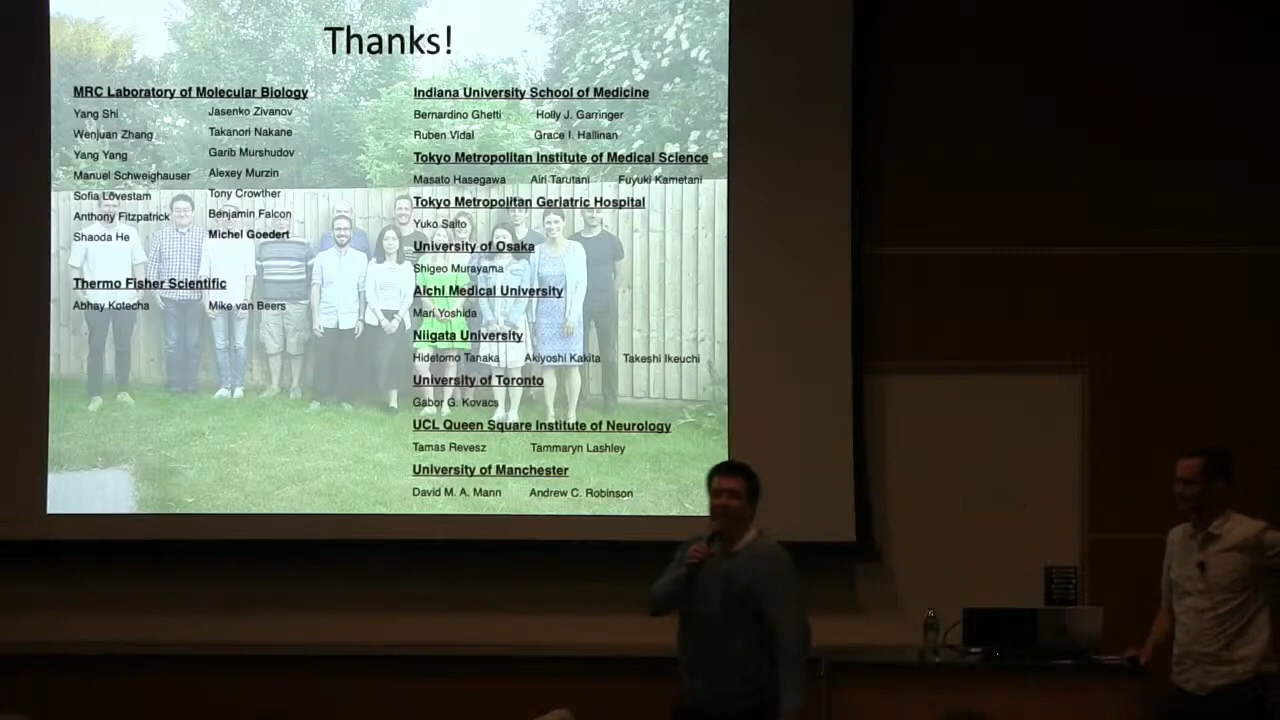 Thanks!
MRC Laboratory of Molecular Biology
Yang Shi
Wenjuan Zhang
Yang Yang
Manuel Schweighauser
Sofia Lövestam
Anthony Fitzpatrick
Shaoda He
Jasenko Zivanov
Takanori Nakane
Garib Murshudov
Alexey Murzin
Tony Crowther
Benjamin Falcon
Michel Goedert
Thermo Fisher Scientific
Abhay Kotecha Mike van Beers
Indiana University School of Medicine
Bernardino Ghetti Holly J. Garringer
Ruben Vidal Grace I. Hallinan
Tokyo Metropolitan Institute of Medical Science
Masato Hasegawa Airi Tarutani Fuyuki Kametani
Tokyo Metropolitan Geriatric Hospital
Yuko Saito
University of Osaka
Shigeo Murayama
Aichi Medical University
Mari Yoshida
Niigata University
Hidetomo Tanaka Akiyoshi Kakita Takeshi Ikeuchi
University of Toronto
Gabor G. Kovacs
UCL Queen Square Institute of Neurology
Tamas Revesz Tammaryn Lashley
University of Manchester
David M. A. Mann Andrew C. Robinson